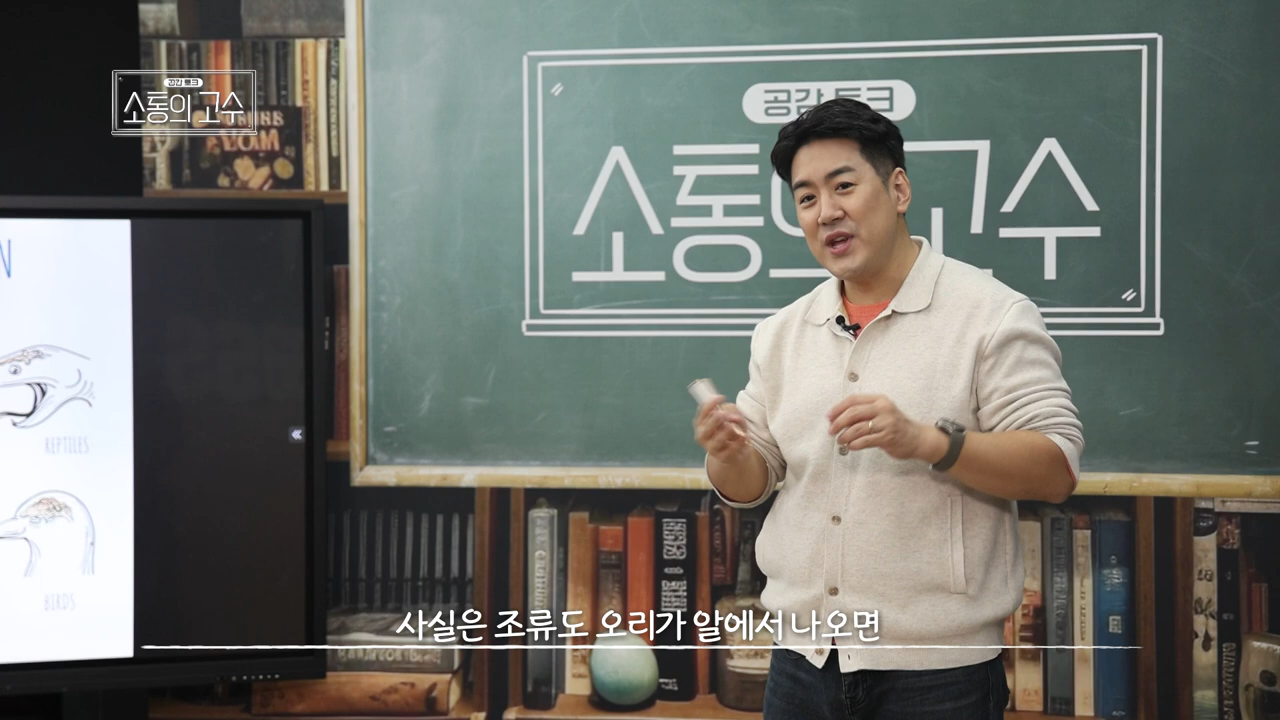 공감 토크
소통의 고수
공감 토크
소통의 고수
N
REPTILES
BIRDS
사실은 조류도 오리가 알에서 나오면